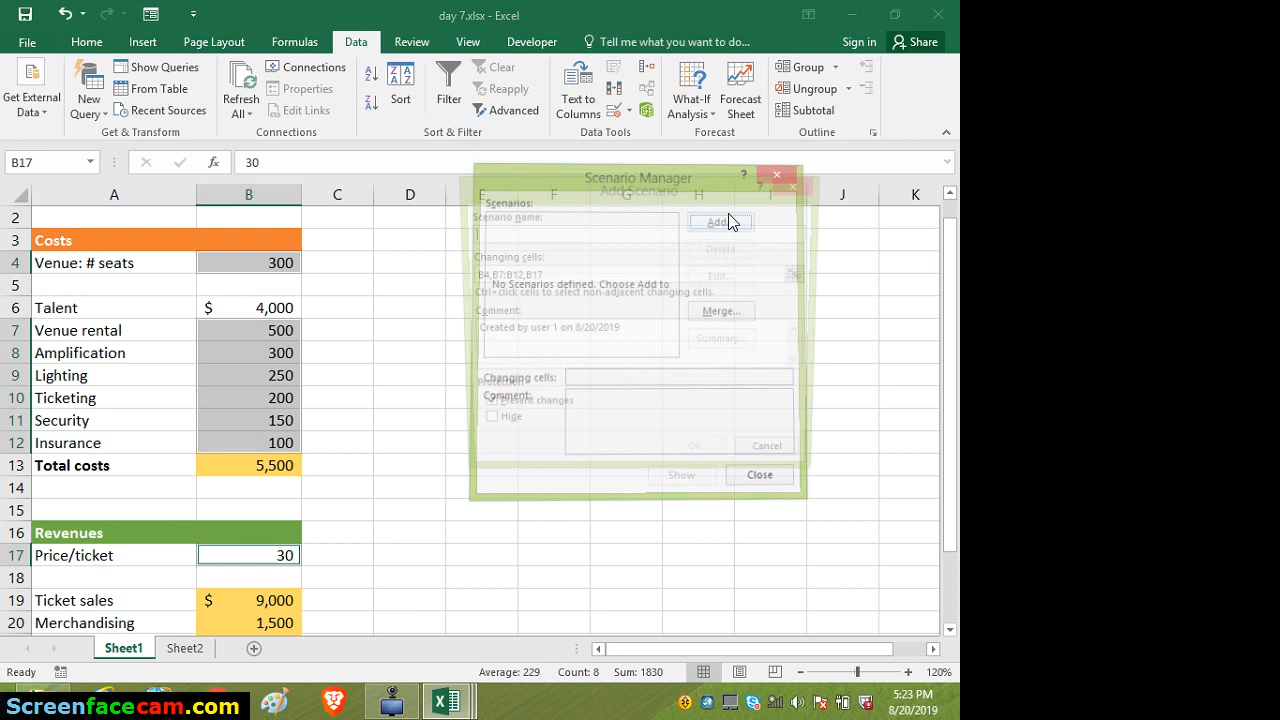 day 7.xlsx - Excel
File Home Insert Page Layout Formulas Data Review View Developer Tell me what you want to do... Sign in Share
Get External Data
New Query
Show Queries
From Table
Recent Sources
Get & Transform
Refresh All
Connections
Properties
Edit Links
Connections
Sort
Filter
Clear
Reapply
Advanced
Sort & Filter
Text to Columns
Data Tools
What-If Analysis
Forecast Sheet
Forecast
Group
Ungroup
Subtotal
Outline
B17 fx 30
A B C D E F G H I J K
2
3 Costs
4 Venue: # seats 300
5
6 Talent $ 4,000
7 Venue rental 500
8 Amplification 300
9 Lighting 250
10 Ticketing 200
11 Security 150
12 Insurance 100
13 Total costs 5,500
14
15
16 Revenues
17 Price/ticket 30
18
19 Ticket sales $ 9,000
20 Merchandising 1,500
Scenario Manager
Add Scenario
Scenarios:
Scenario name:
Add...
Delete
Changing cells:
B4,B7:B12,B17
Edit...
No Scenarios defined. Choose Add to
Ctrl+click cells to select non-adjacent changing cells.
Comment:
Merge...
Created by user 1 on 8/20/2019
Summary...
Changing cells:
Protection
Comment:
Prevent changes
Hide
OK
Cancel
Show
Close
Sheet1 Sheet2
Ready Average: 229 Count: 8 Sum: 1830 120%
Screenfacecam.com
5:23 PM
8/20/2019